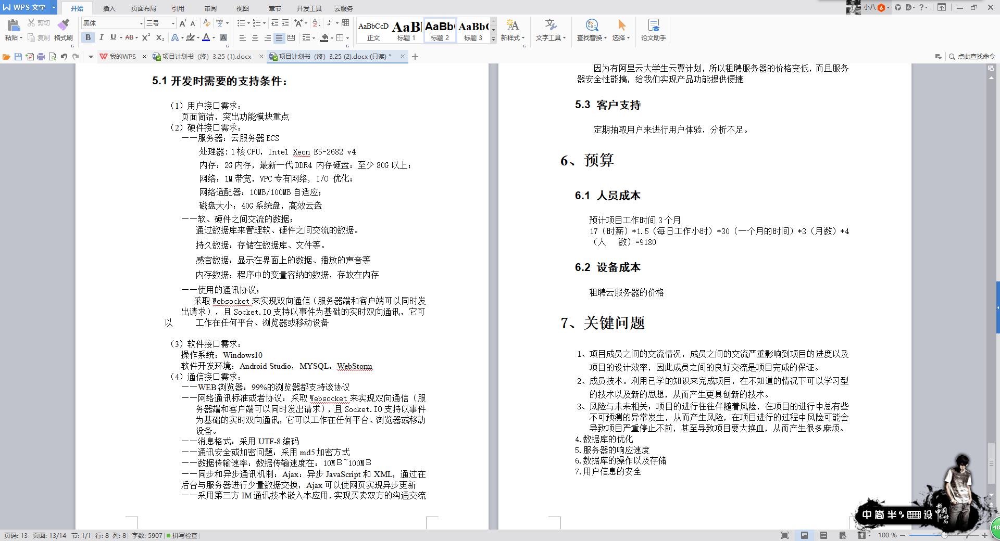 WPS 文字
开始 插入 页面布局 引用 审阅 视图 章节 开发工具 云服务
小八
粘贴 剪切 复制 格式刷
黑体 三号
AaBbCcD 正文
AaBl 标题 1
AaBb( 标题 2
AaBb( 标题 3
新样式 文字工具 查找替换 选择 论文助手
我的WPS
项目计划书（终）3.25 (1).docx
项目计划书（终）3.25 (2).docx (只读) *
点此查找命令
5.1 开发时需要的支持条件：
（1）用户接口需求：
页面简洁，突出功能模块重点
（2）硬件接口需求：
——服务器：云服务器 ECS
处理器：1 核 CPU，Intel Xeon E5-2682 v4
内存：2G 内存，最新一代 DDR4 内存硬盘：至少 80G 以上；
网络：1M 带宽，VPC 专有网络，I/O 优化；
网络适配器：10MB/100MB 自适应；
磁盘大小：40G 系统盘，高效云盘
——软、硬件之间交流的数据；
通过数据库来管理软、硬件之间交流的数据。
持久数据：存储在数据库、文件等。
感官数据：显示在界面上的数据、播放的声音等
内存数据：程序中的变量容纳的数据，存放在内存
——使用的通讯协议；
采取 Websocket 来实现双向通信（服务器端和客户端可以同时发
出请求），且 Socket.IO 支持以事件为基础的实时双向通讯，它可
以 工作在任何平台、浏览器或移动设备
（3）软件接口需求：
操作系统：Windows10
软件开发环境：Android Studio，MYSQL，WebStorm
（4）通信接口需求：
——WEB 浏览器：99%的浏览器都支持该协议
——网络通讯标准或者协议：采取 Websocket 来实现双向通信（服
务器端和客户端可以同时发出请求），且 Socket.IO 支持以事件
为基础的实时双向通讯，它可以工作在任何平台、浏览器或移动
设备。
——消息格式：采用 UTF-8 编码
——通讯安全或加密问题：采用 md5 加密方式
——数据传输速率：数据传输速度在：10MB~100MB
——同步和异步通讯机制：Ajax：异步 JavaScript 和 XML，通过在
后台与服务器进行少量数据交换，Ajax 可以使网页实现异步更新
——采用第三方 IM 通讯技术嵌入本应用，实现买卖双方的沟通交流
因为有阿里云大学生云翼计划，所以租聘服务器的价格变低，而且服务
器安全性能搞，给我们实现产品功能提供便捷
5.3 客户支持
定期抽取用户来进行用户体验，分析不足。
6、预算
6.1 人员成本
预计项目工作时间 3 个月
17（时薪）*1.5（每日工作小时）*30（一个月的时间）*3（月数）*4
（人 数）=9180
6.2 设备成本
租聘云服务器的价格
7、关键问题
1、项目成员之间的交流情况，成员之间的交流严重影响到项目的进度以及
项目的设计效率，因此成员之间的良好交流是项目完成的保证。
2、成员技术。利用已学的知识来完成项目，在不知道的情况下可以学习型
的技术以及新的思想，从而产生更具创新的技术。
3、风险与未来相关：项目的进行往往伴随着风险，在项目的进行中总有些
不可预测的异常发生，从而产生风险，在项目进行的过程中风险可能会
导致项目严重停止不前，甚至导致项目要大换血，从而产生很多麻烦。
4.数据库的优化
5.服务器的响应速度
6.数据库的操作以及存储
7.用户信息的安全
中 简 半 设
页码: 13 页面: 13/14 节: 1/1 行: 8 列: 8 字数: 5907 拼写检查
100 %
48